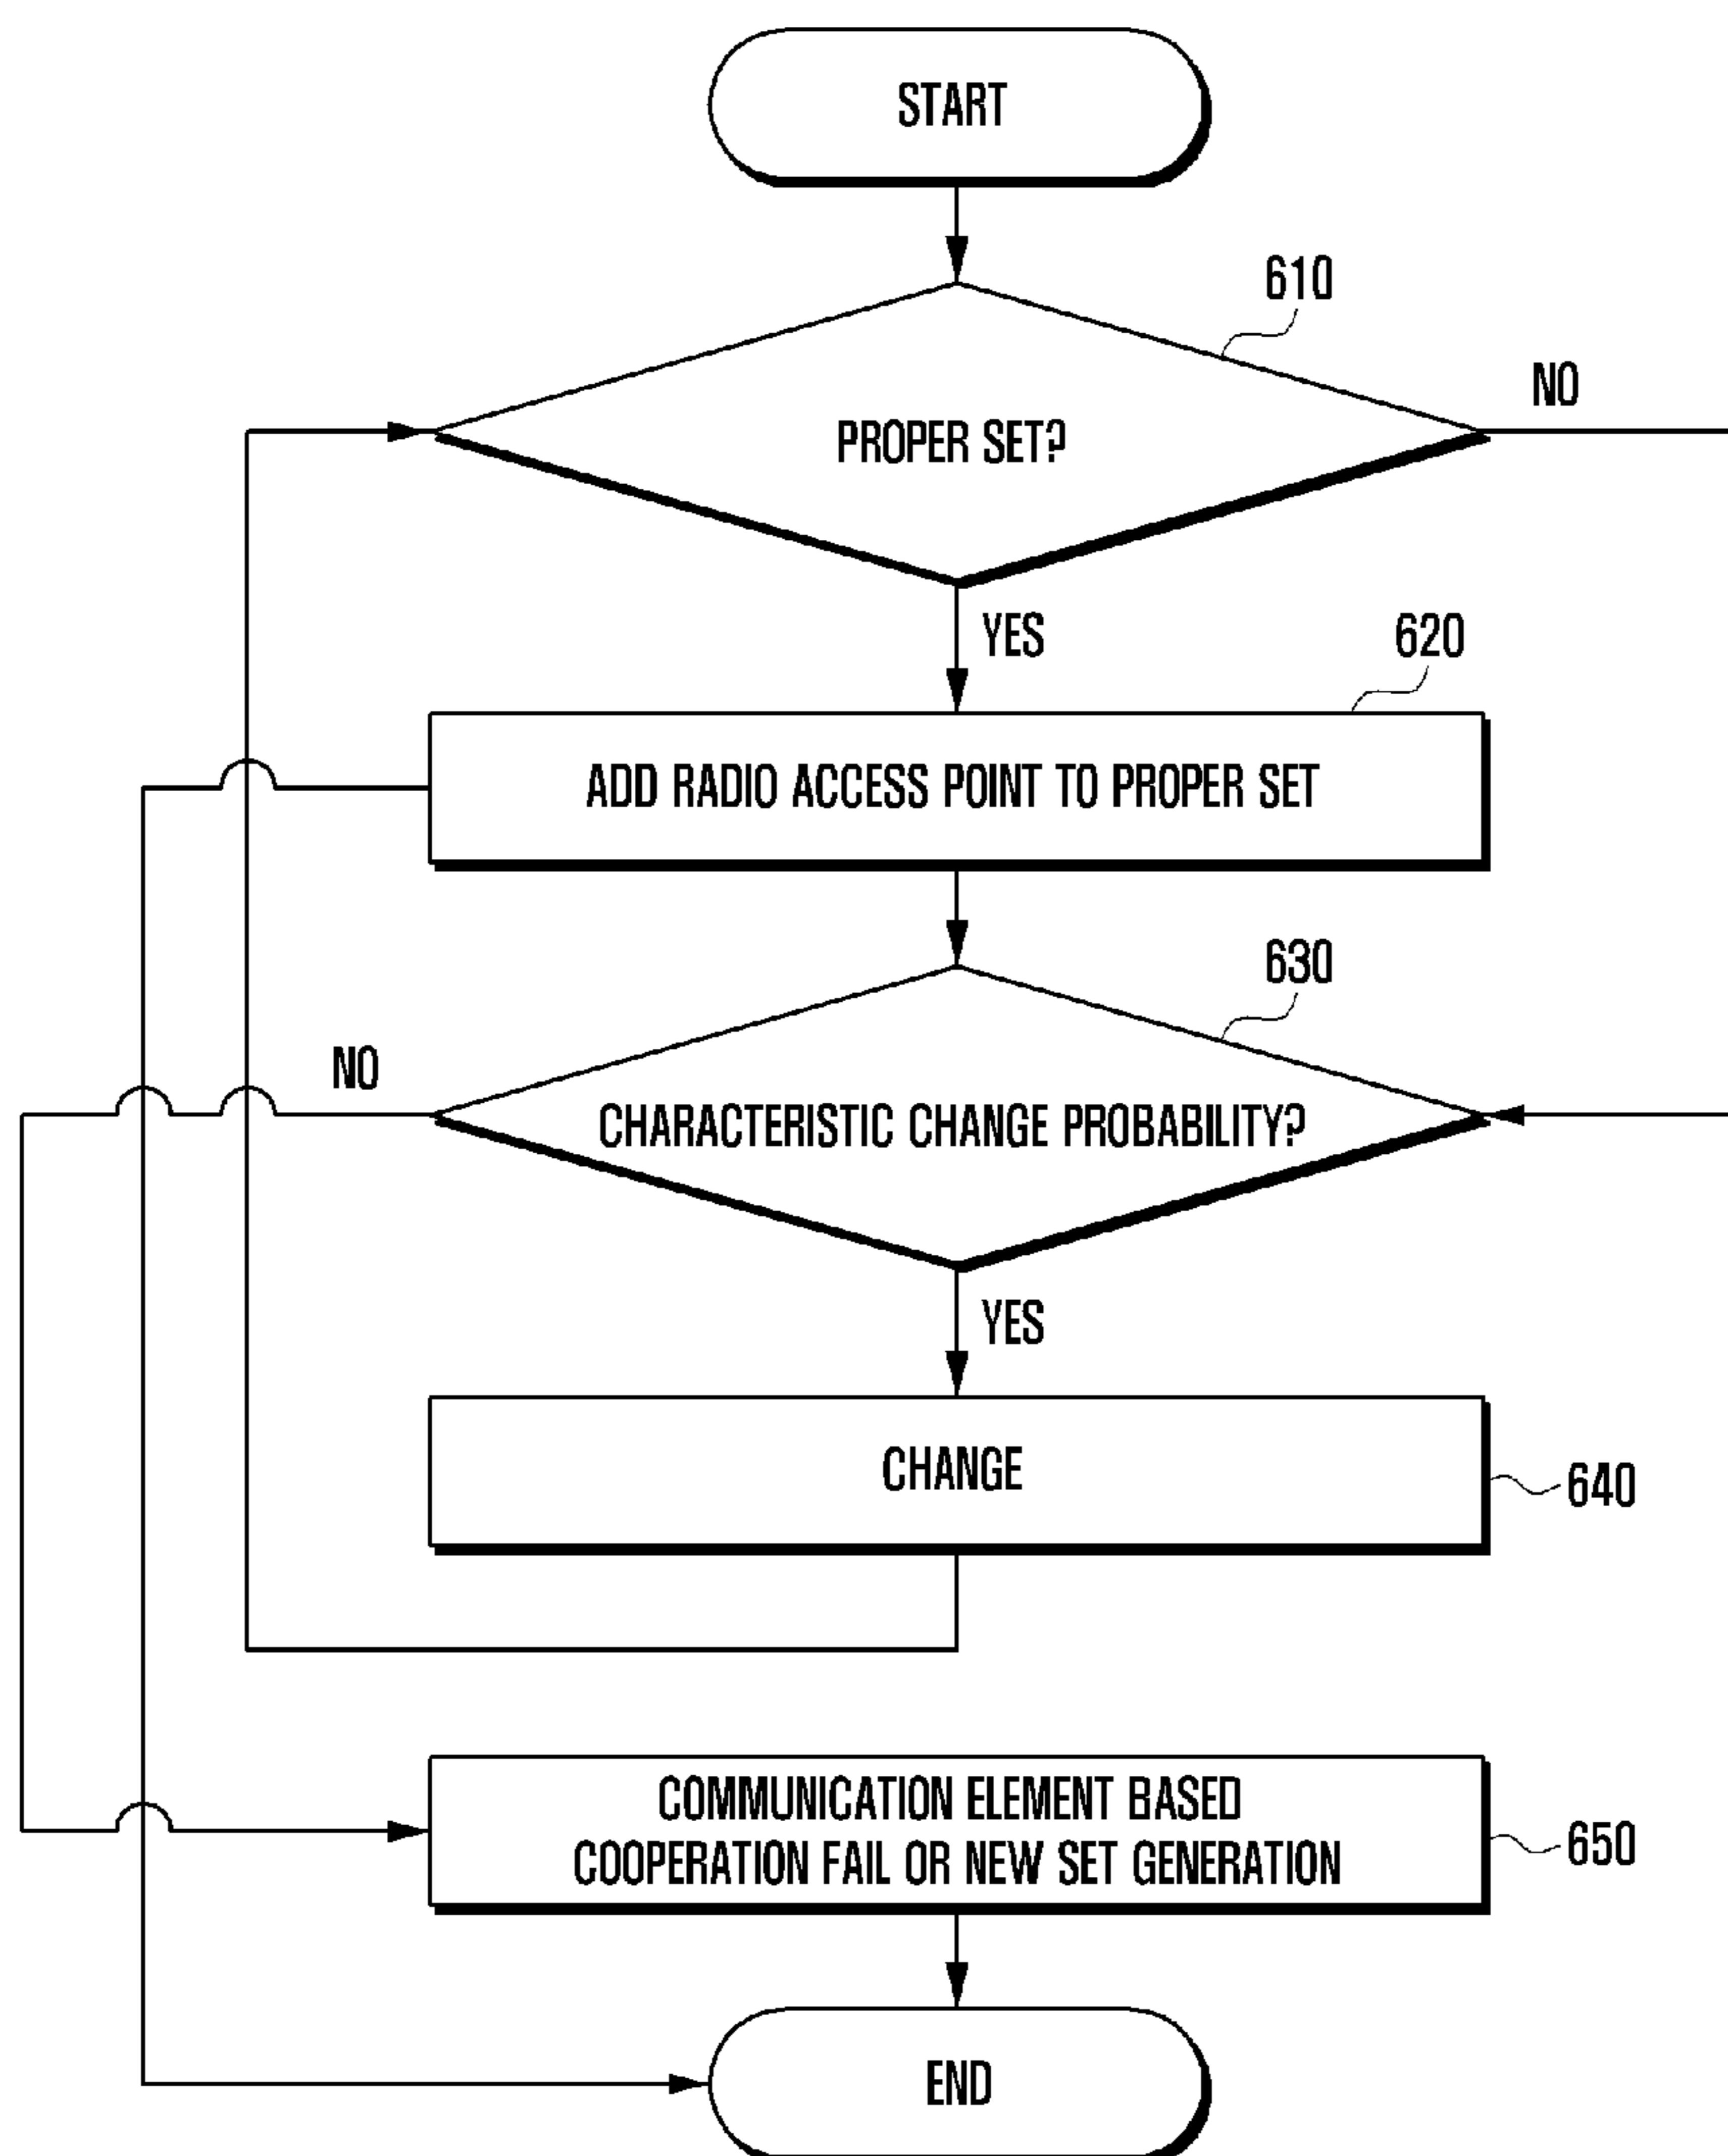 START
610
NO
PROPER SET?
YES
620
ADD RADIO ACCESS POINT TO PROPER SET
630
NO
CHARACTERISTIC CHANGE PROBABILITY?
YES
CHANGE
640
COMMUNICATION ELEMENT BASED
COOPERATION FAIL OR NEW SET GENERATION
650
END